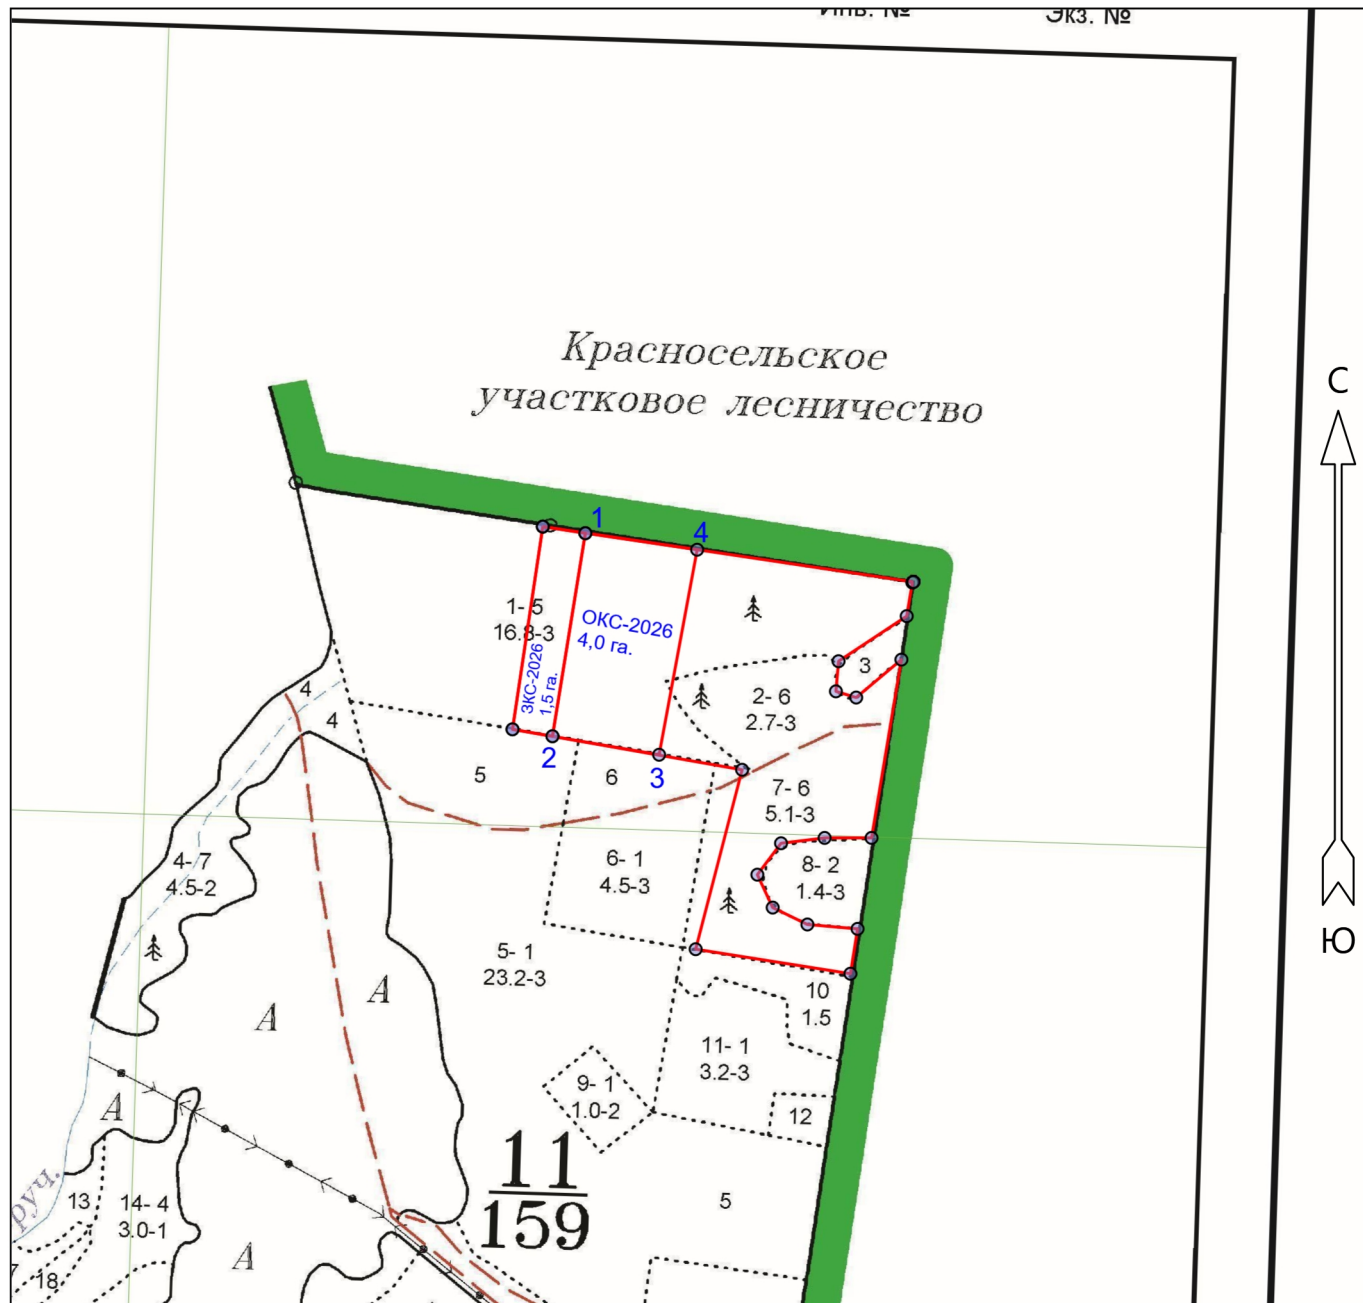 Инв. №
Экз. №
Красносельское
участковое лесничество
С
Ю
1
4
1- 5
16.8-3
ОКС-2026
4,0 га.
ЗКС-2026
1,5 га.
3
2- 6
2.7-3
4
4
2
3
5
6
7- 6
5.1-3
4- 7
4.5-2
6- 1
4.5-3
8- 2
1.4-3
5- 1
23.2-3
А
А
10
1.5
11- 1
3.2-3
9- 1
1.0-2
12
А
11
159
руч.
13
14- 4
3.0-1
5
А
7
18